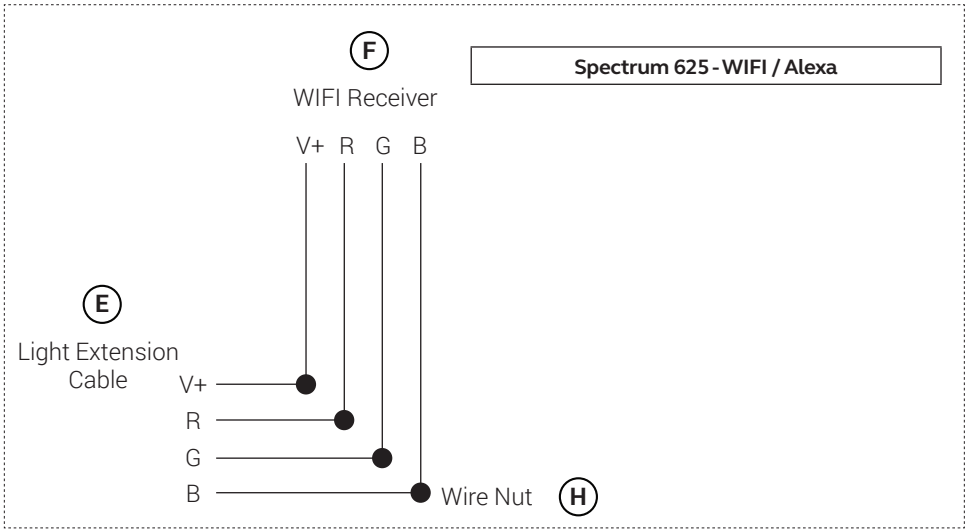 F
Spectrum 625 - WIFI / Alexa
WIFI Receiver
V+ R G B
E
Light Extension
Cable
V+
R
G
B
Wire Nut H